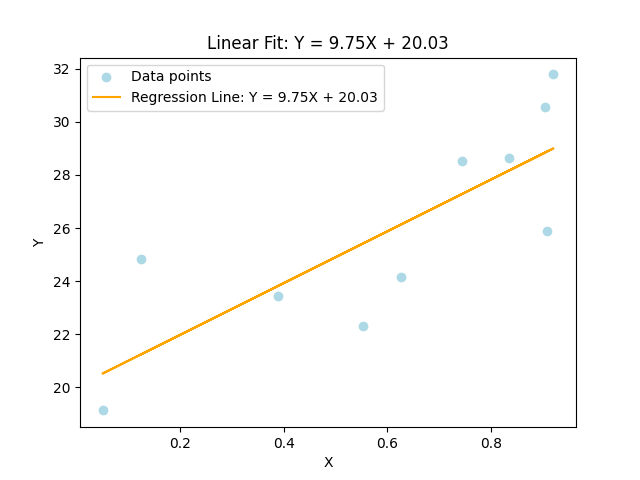 Linear Fit: Y = 9.75X + 20.03
Data points
Regression Line: Y = 9.75X + 20.03
32
30
28
26
24
22
20
Y
0.2 0.4 0.6 0.8
X